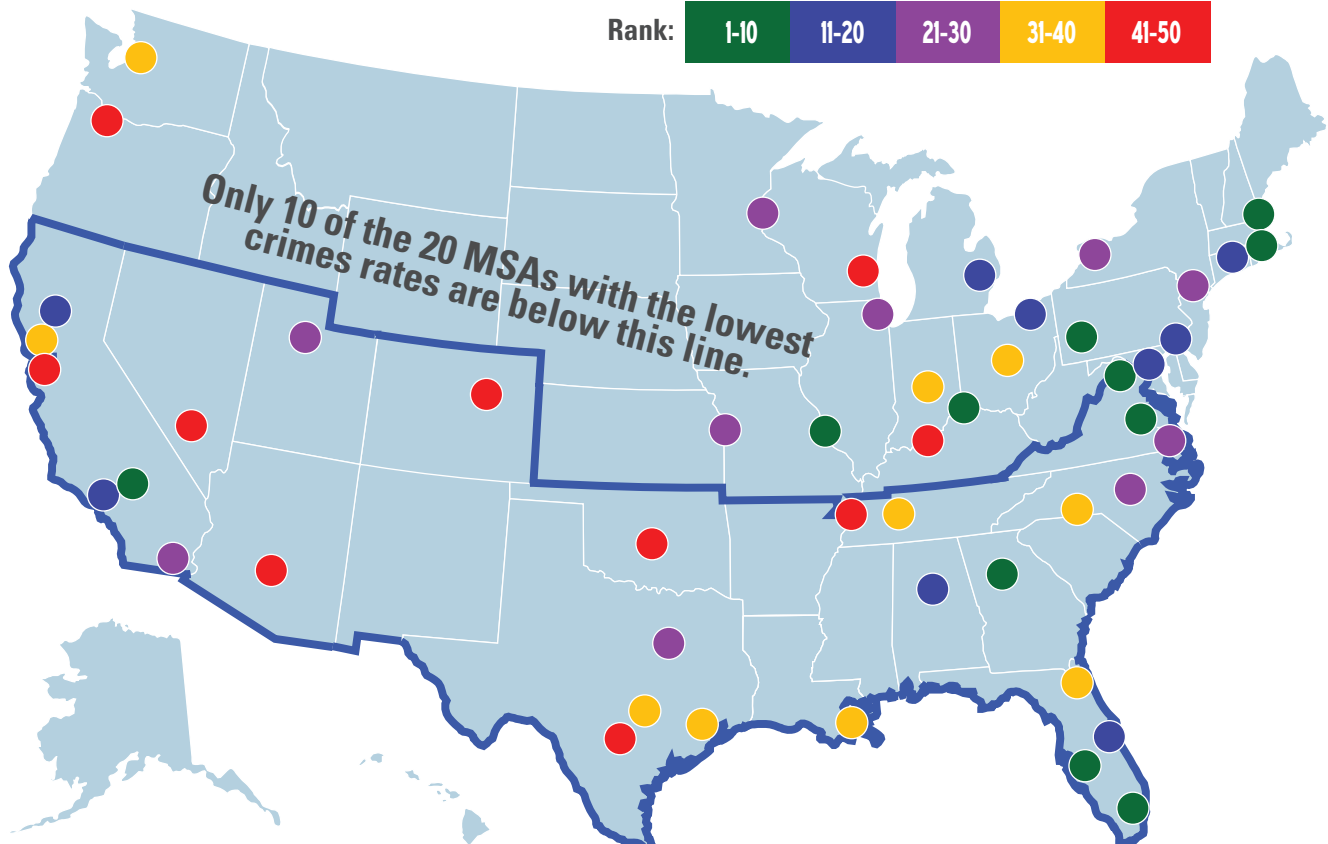 Rank: 1-10 11-20 21-30 31-40 41-50
Only 10 of the 20 MSAs with the lowest
crimes rates are below this line.